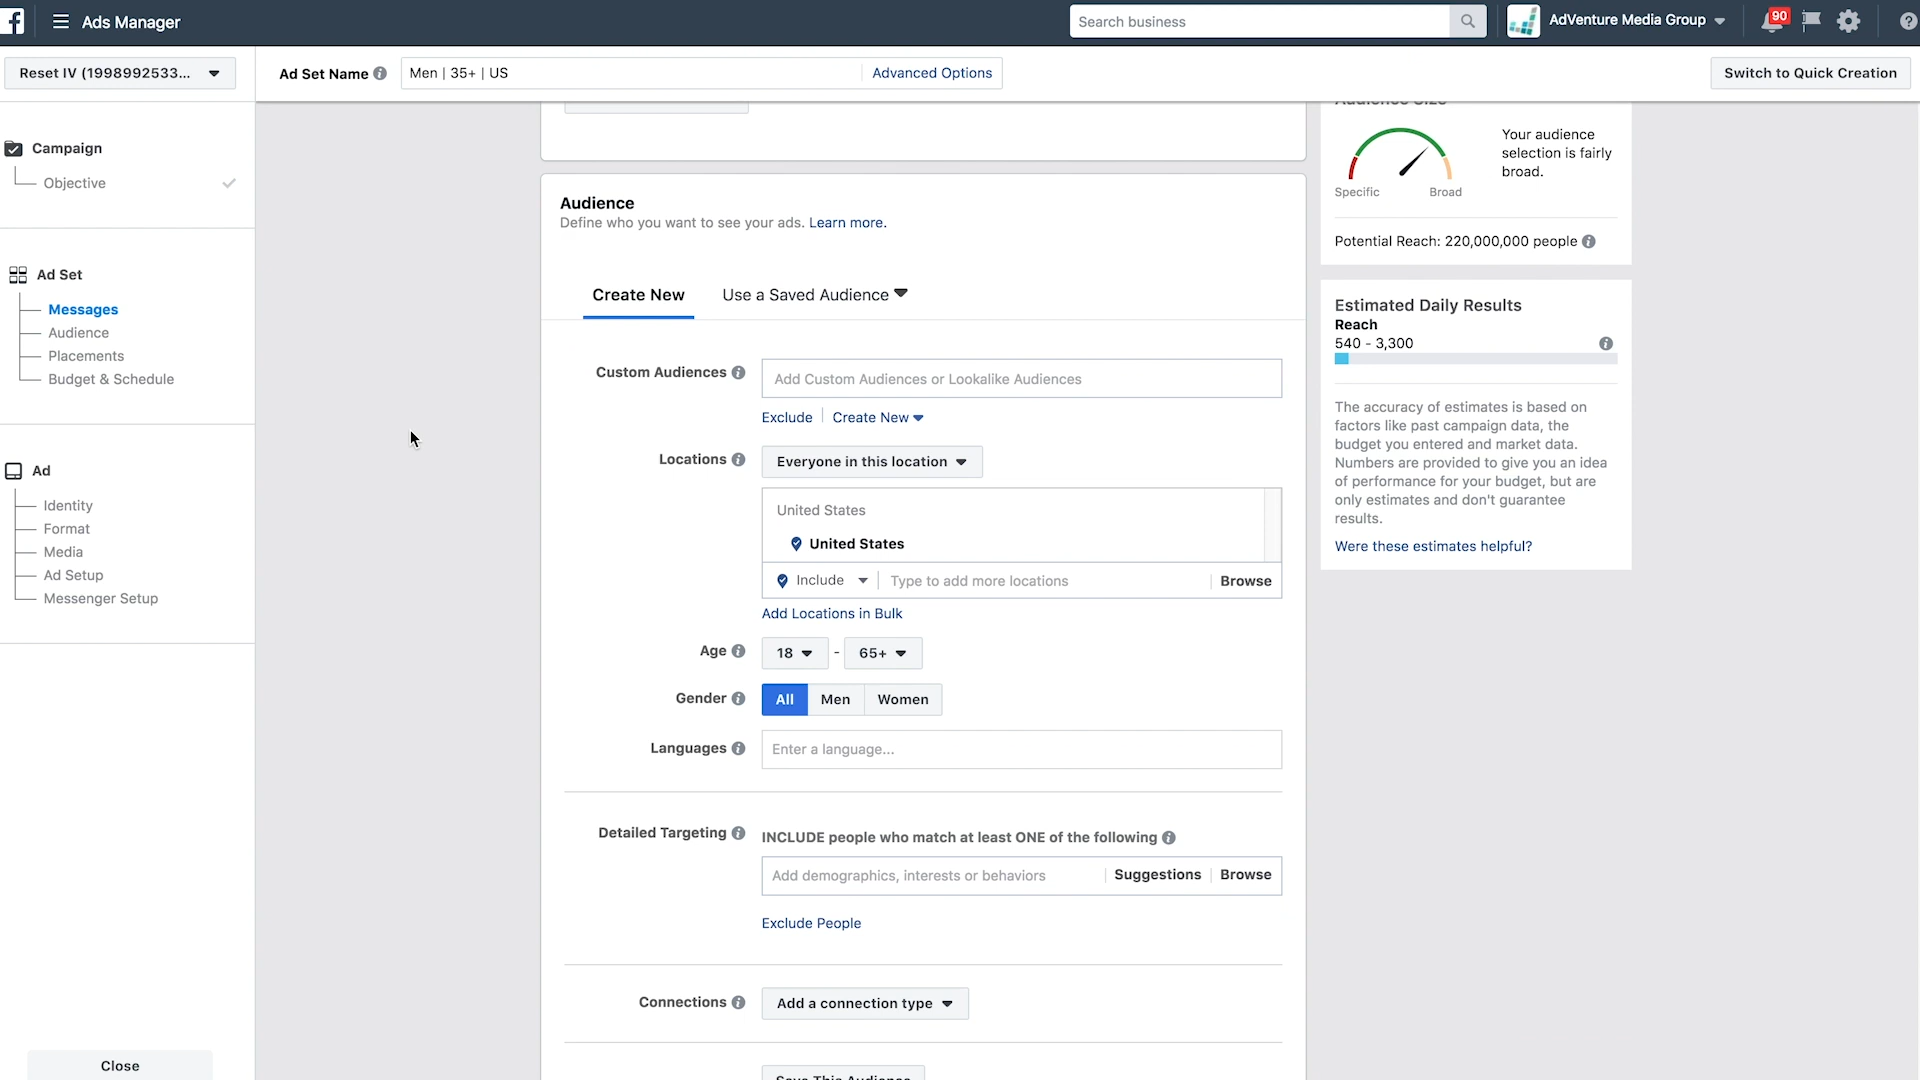 Ads Manager
Search business
AdVenture Media Group
90
Reset IV (1998992533...
Ad Set Name
Men | 35+ | US
Advanced Options
Switch to Quick Creation
Campaign
Objective
Ad Set
Messages
Audience
Placements
Budget & Schedule
Ad
Identity
Format
Media
Ad Setup
Messenger Setup
Close
Audience
Define who you want to see your ads. Learn more.
Create New
Use a Saved Audience
Custom Audiences
Add Custom Audiences or Lookalike Audiences
Exclude
Create New
Locations
Everyone in this location
United States
United States
Include
Type to add more locations
Browse
Add Locations in Bulk
Age
18
-
65+
Gender
All
Men
Women
Languages
Enter a language...
Detailed Targeting
INCLUDE people who match at least ONE of the following
Add demographics, interests or behaviors
Suggestions
Browse
Exclude People
Connections
Add a connection type
Save This Audience
Audience Size
Your audience
selection is fairly
broad.
Specific
Broad
Potential Reach: 220,000,000 people
Estimated Daily Results
Reach
540 - 3,300
The accuracy of estimates is based on
factors like past campaign data, the
budget you entered and market data.
Numbers are provided to give you an idea
of performance for your budget, but are
only estimates and don't guarantee
results.
Were these estimates helpful?